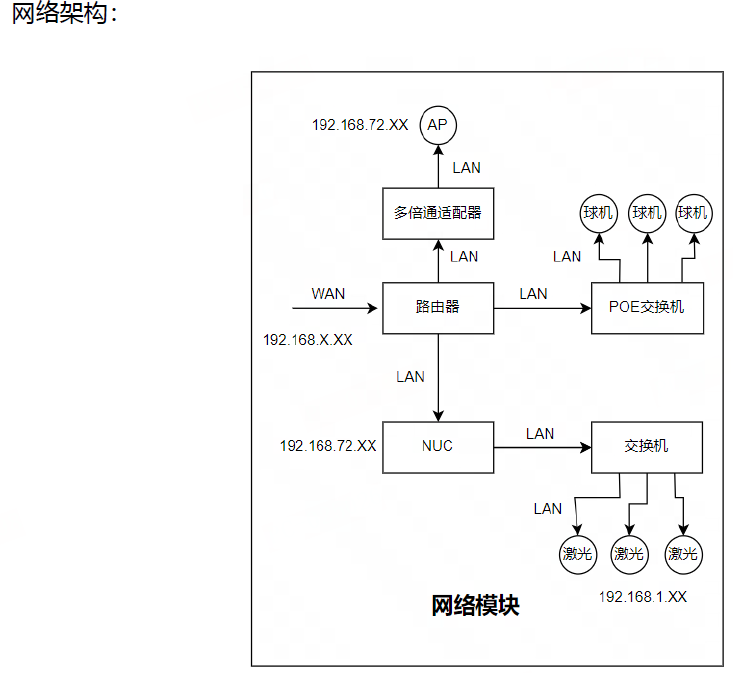 网络架构：
192.168.72.XX
AP
LAN
多倍通适配器
LAN
球机
球机
球机
LAN
WAN
192.168.X.XX
路由器
LAN
POE交换机
LAN
192.168.72.XX
NUC
LAN
交换机
LAN
激光
激光
激光
192.168.1.XX
网络模块